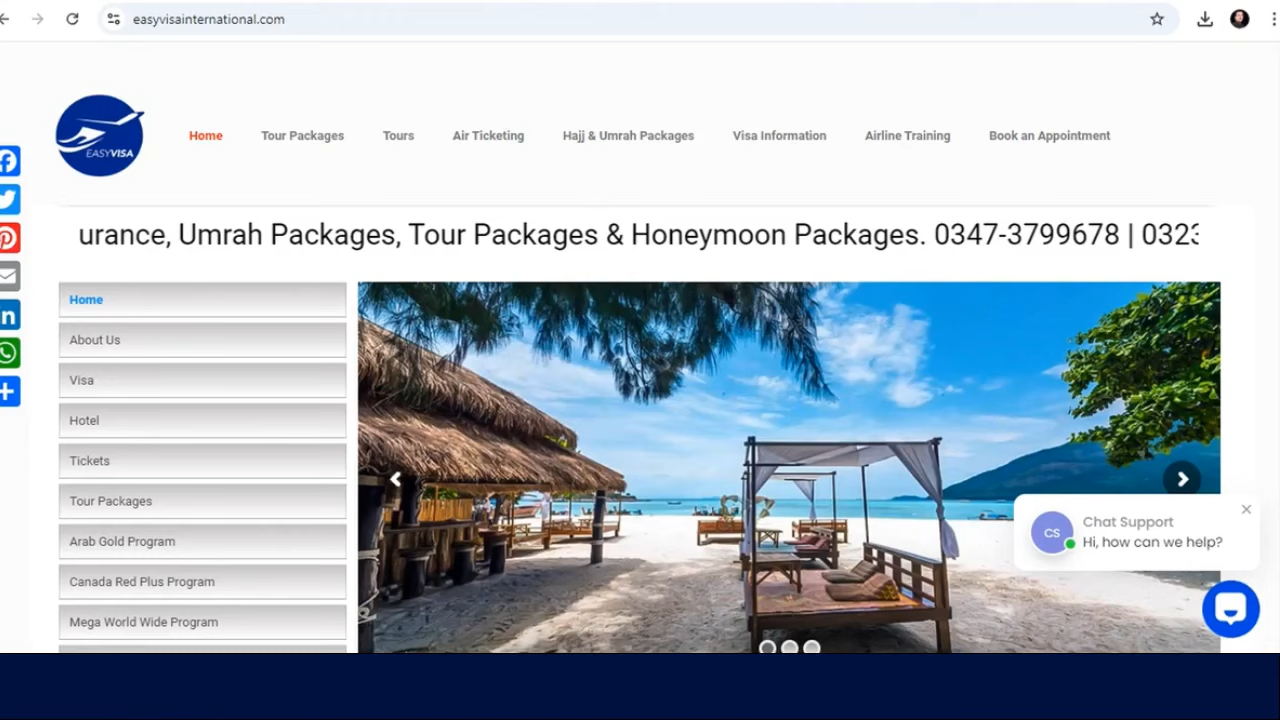 easyvisainternational.com
EASYVISA
Home
Tour Packages
Tours
Air Ticketing
Hajj & Umrah Packages
Visa Information
Airline Training
Book an Appointment
urance, Umrah Packages, Tour Packages & Honeymoon Packages. 0347-3799678 | 0323
Home
About Us
Visa
Hotel
Tickets
Tour Packages
Arab Gold Program
Canada Red Plus Program
Mega World Wide Program
CS
Chat Support
Hi, how can we help?